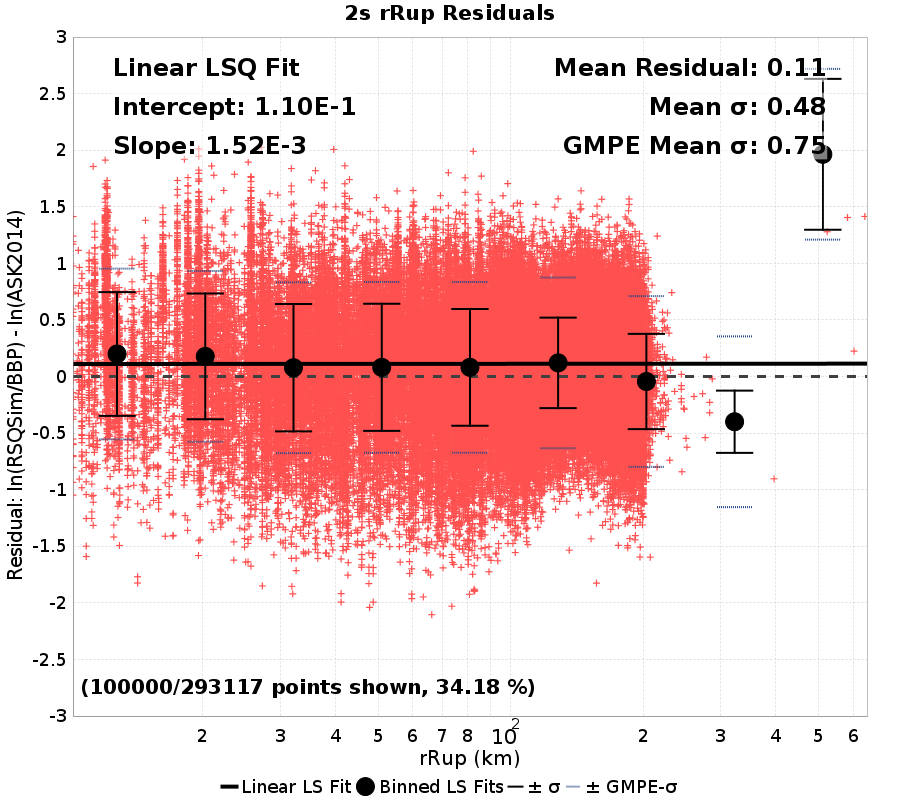 2s rRup Residuals
Linear LSQ Fit
Mean Residual: 0.11
Intercept: 1.10E-1
Mean σ: 0.48
Slope: 1.52E-3
GMPE Mean σ: 0.75
3
2.5
2
1.5
1
0.5
0
-0.5
-1
-1.5
-2
-2.5
-3
Residual: ln(RSQSim/BBP) - ln(ASK2014)
(100000/293117 points shown, 34.18 %)
2 3 4 5 6 7 8 10² 2 3 4 5 6
rRup (km)
Linear LS Fit Binned LS Fits ± σ ± GMPE-σ